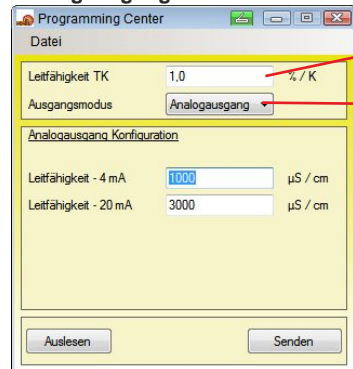 Programming Center
Datei
Leitfähigkeit TK 1,0 % / K
Ausgangsmodus Analogausgang
Analogausgang Konfiguration
Leitfähigkeit - 4 mA 1000 µS / cm
Leitfähigkeit - 20 mA 3000 µS / cm
Auslesen Senden